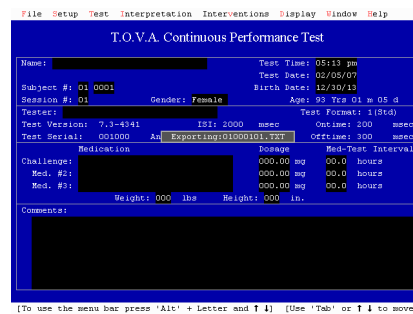 File Setup Test Interpretation Interventions Display Window Help
T.O.V.A. Continuous Performance Test
Name: Test Time: 05:13 pm
Test Date: 02/05/07
Subject #: 01 0001 Birth Date: 12/30/13
Session #: 01 Gender: Female Age: 93 Yrs 01 m 05 d
Tester: Test Format: 1(Std)
Test Version: 7.3-4341 ISI: 2000 msec Ontime: 200 msec
Test Serial: 001000 An Exporting:01000101.TXT Offtime: 300 msec
Medication Dosage Med-Test Interval
Challenge: 000.00 mg 00.0 hours
Med. #2: 000.00 mg 00.0 hours
Med. #3: 000.00 mg 00.0 hours
Weight: 000 lbs Height: 000 in.
Comments:
[To use the menu bar press 'Alt' + Letter and ↑ ↓] [Use 'Tab' or ↑ ↓ to move